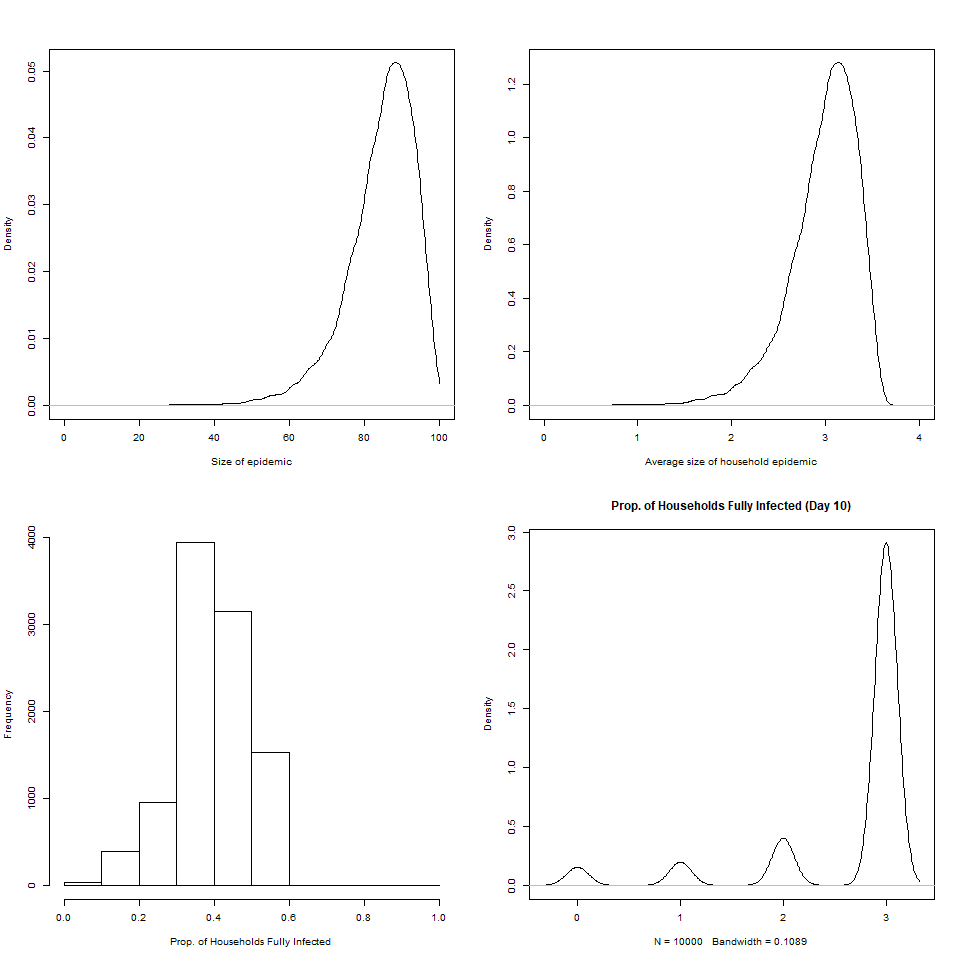 Density
0.00 0.01 0.02 0.03 0.04 0.05
0 20 40 60 80 100
Size of epidemic
Density
0.0 0.2 0.4 0.6 0.8 1.0 1.2
0 1 2 3 4
Average size of household epidemic
Frequency
0 1000 2000 3000 4000
0.0 0.2 0.4 0.6 0.8 1.0
Prop. of Households Fully Infected
Prop. of Households Fully Infected (Day 10)
Density
0.0 0.5 1.0 1.5 2.0 2.5 3.0
0 1 2 3
N = 10000 Bandwidth = 0.1089